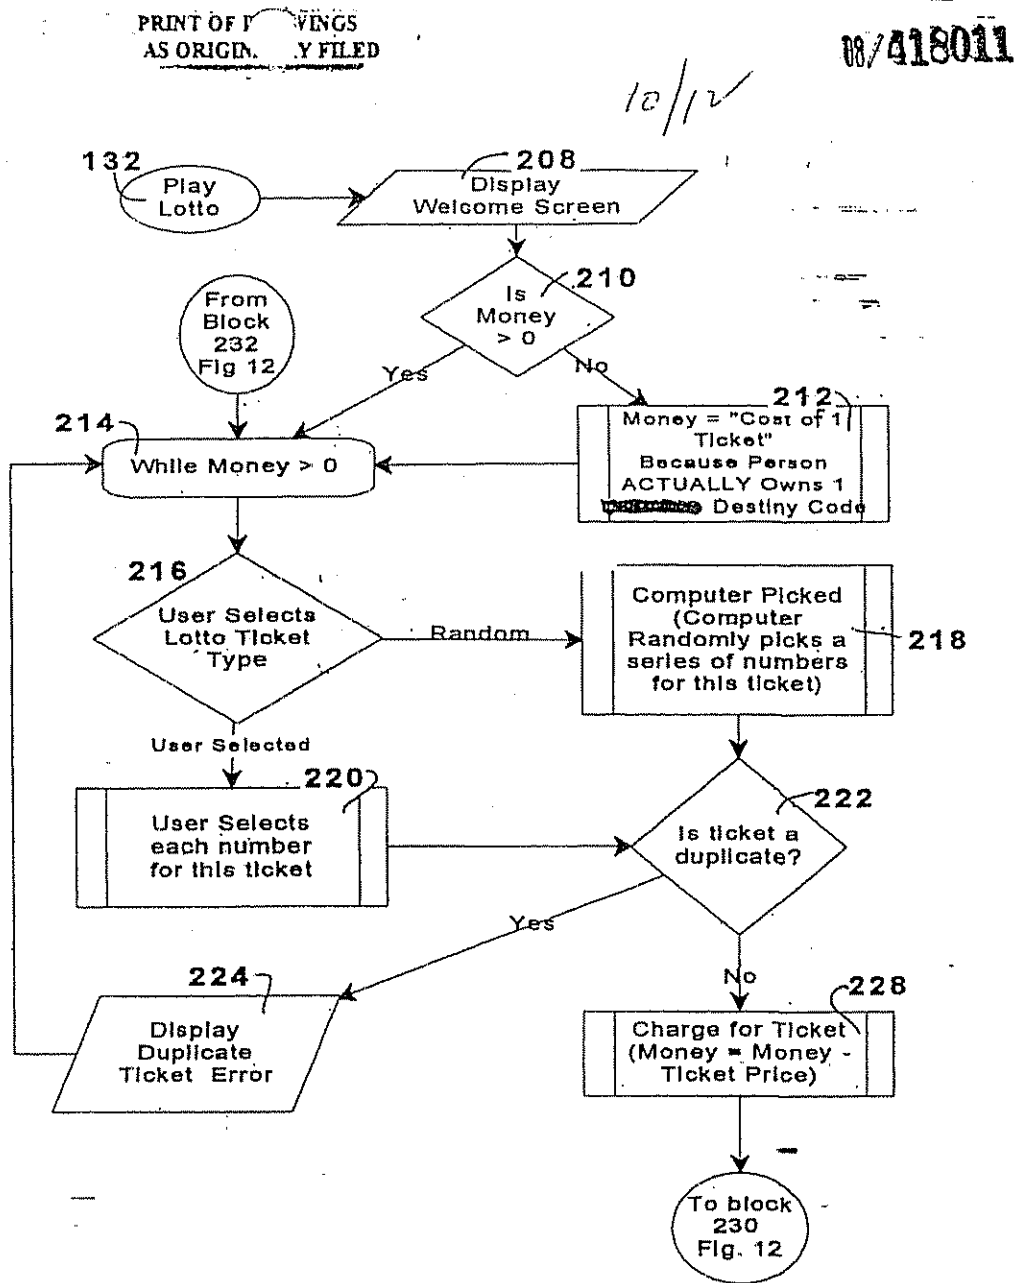 PRINT OF
AS ORIGIN. Y FILED
08/418011
10/12
132
Play
Lotto
208
Display
Welcome Screen
210
Is
Money
> 0
From
Block
232
Fig 12
Yes
No
212
Money = "Cost of 1
Ticket"
Because Person
ACTUALLY Owns 1
Destiny Code
214
While Money > 0
216
User Selects
Lotto Ticket
Type
Random
Computer Picked
(Computer
Randomly picks a
series of numbers
for this ticket)
218
User Selected
220
User Selects
each number
for this ticket
222
Is ticket a
duplicate?
Yes
No
224
Display
Duplicate
Ticket Error
228
Charge for Ticket
(Money = Money -
Ticket Price)
To block
230
Fig. 12